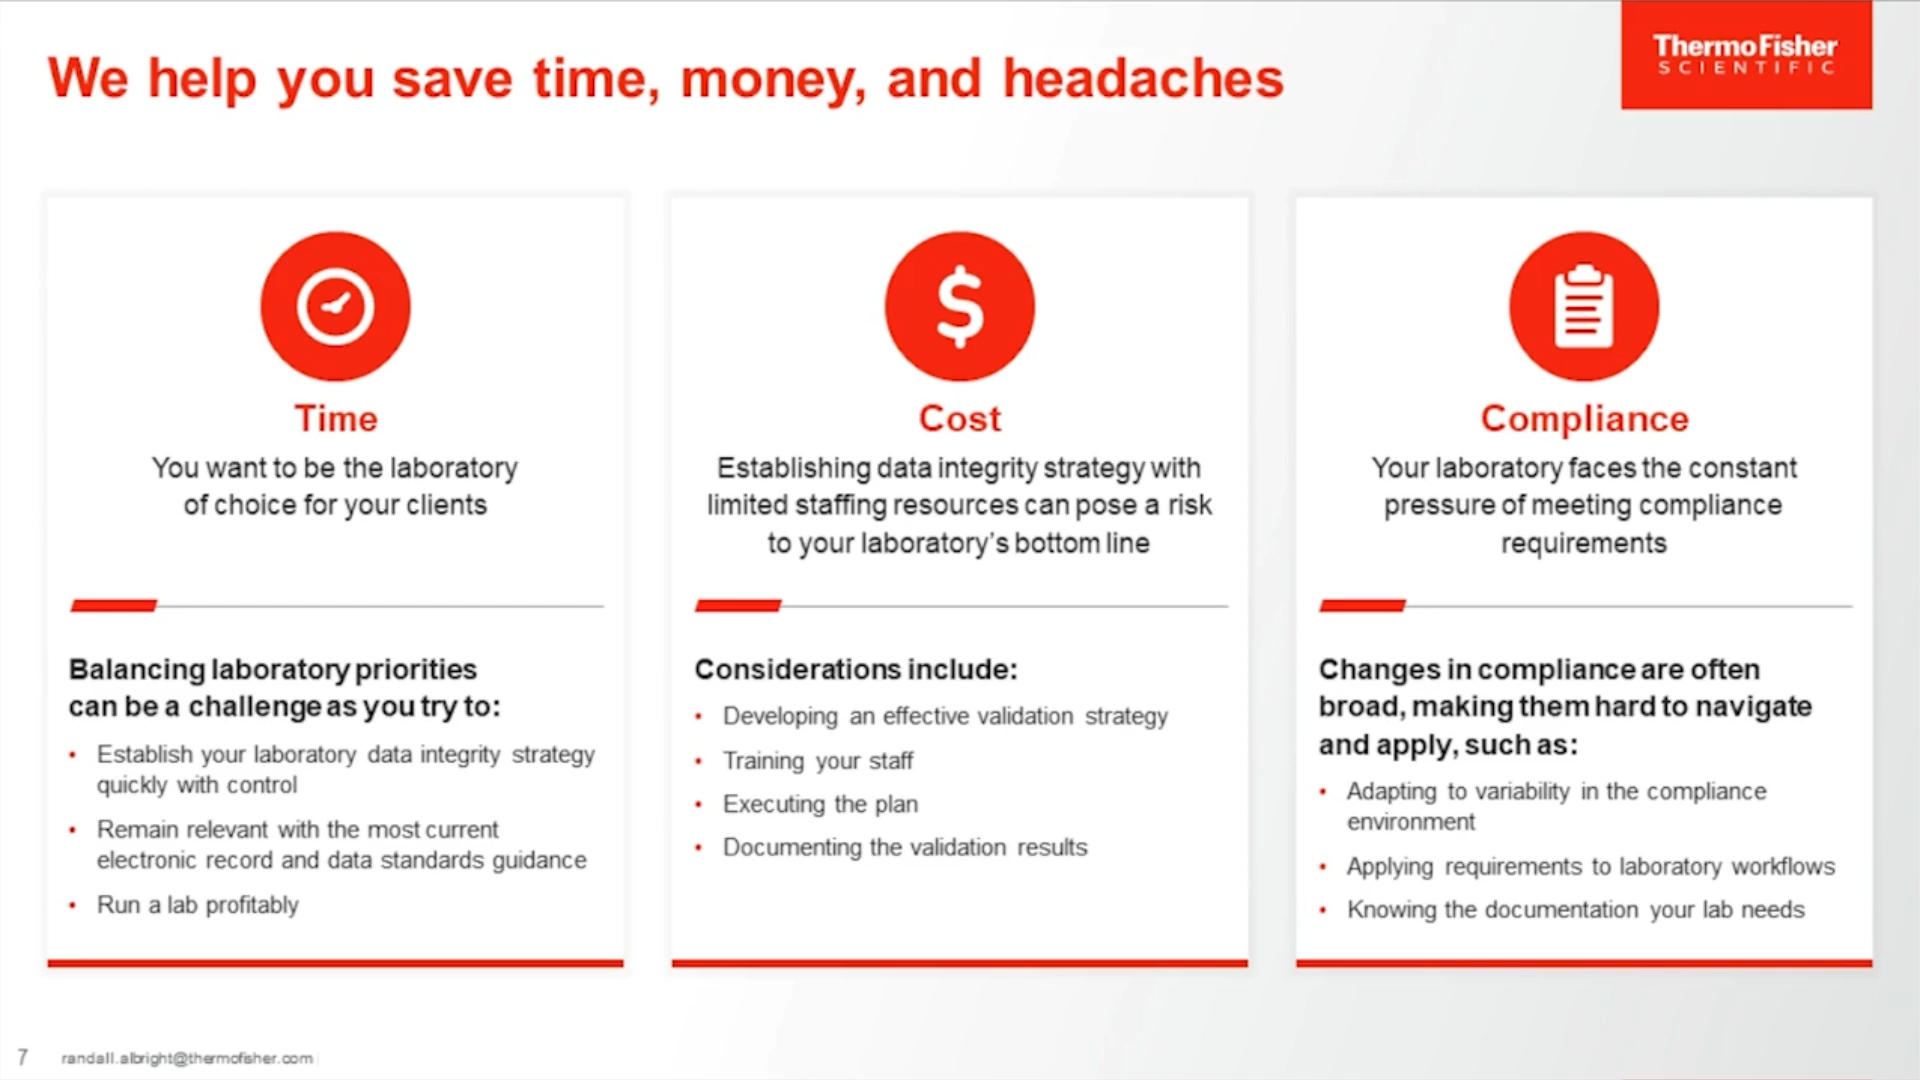 We help you save time, money, and headaches
ThermoFisher
SCIENTIFIC
Time
You want to be the laboratory
of choice for your clients
Balancing laboratory priorities
can be a challenge as you try to:
• Establish your laboratory data integrity strategy
quickly with control
• Remain relevant with the most current
electronic record and data standards guidance
• Run a lab profitably
$
Cost
Establishing data integrity strategy with
limited staffing resources can pose a risk
to your laboratory’s bottom line
Considerations include:
• Developing an effective validation strategy
• Training your staff
• Executing the plan
• Documenting the validation results
Compliance
Your laboratory faces the constant
pressure of meeting compliance
requirements
Changes in compliance are often
broad, making them hard to navigate
and apply, such as:
• Adapting to variability in the compliance
environment
• Applying requirements to laboratory workflows
• Knowing the documentation your lab needs
7 randall.albright@thermofisher.com